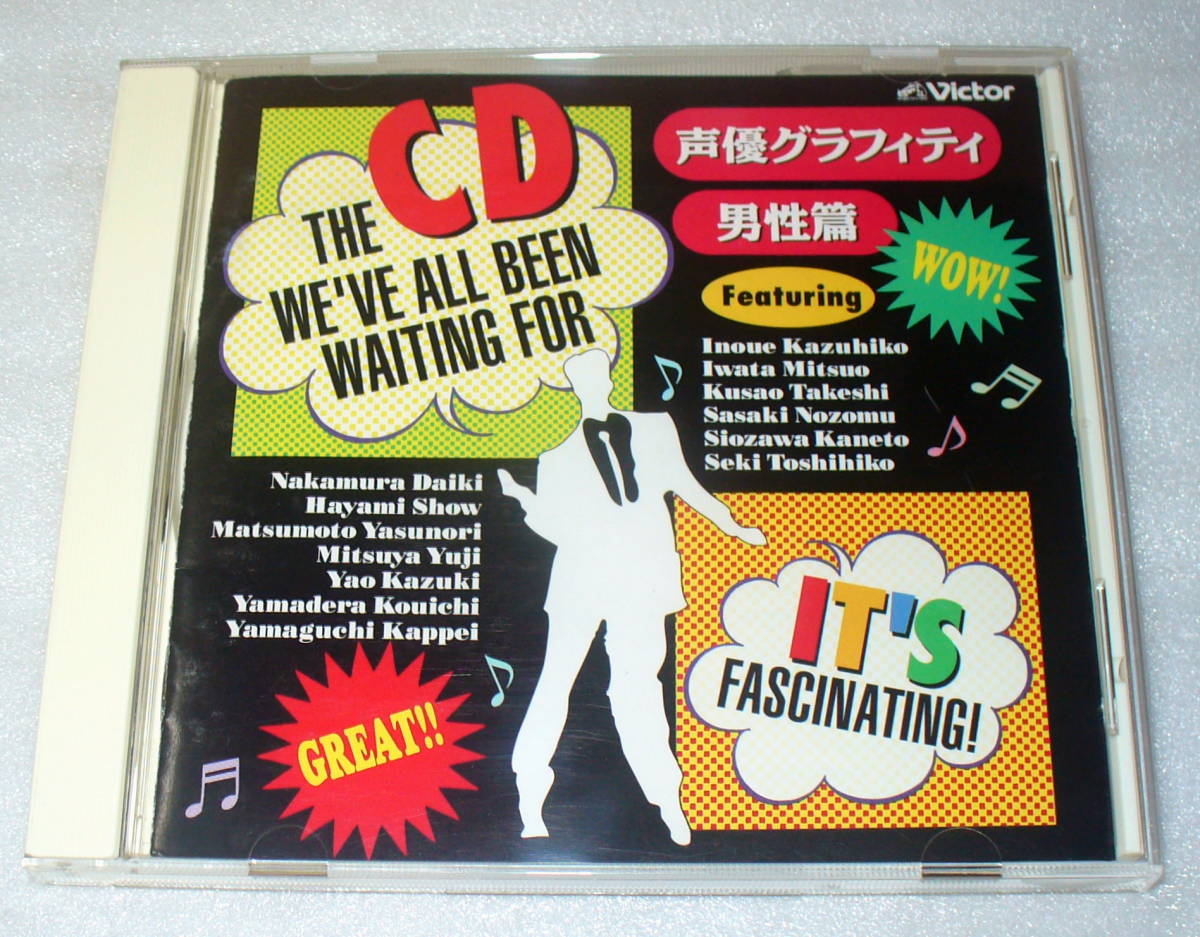 Victor
THE CD
WE'VE ALL BEEN
WAITING FOR
声優グラフィティ
男性篇
WOW!
Featuring
Inoue Kazuhiko
Iwata Mitsuo
Kusao Takeshi
Sasaki Nozomu
Siozawa Kaneto
Seki Toshihiko
Nakamura Daiki
Hayami Show
Matsumoto Yasunori
Mitsuya Yuji
Yao Kazuki
Yamadera Kouichi
Yamaguchi Kappei
GREAT!!
IT'S
FASCINATING!